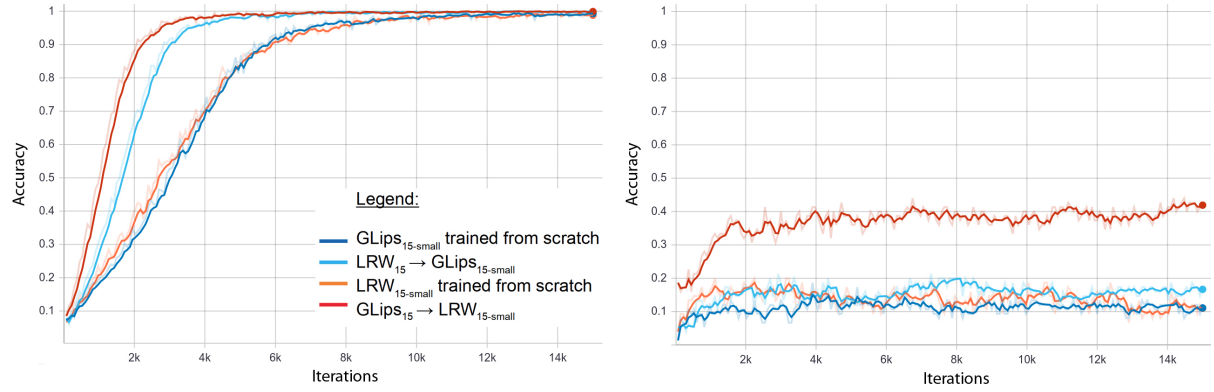 1
0.9
0.8
0.7
0.6
0.5
0.4
0.3
0.2
0.1
Accuracy
2k 4k 6k 8k 10k 12k 14k
Iterations
Legend:
GLips15-small trained from scratch
LRW15 → GLips15-small
LRW15-small trained from scratch
GLips15 → LRW15-small
1
0.9
0.8
0.7
0.6
0.5
0.4
0.3
0.2
0.1
Accuracy
2k 4k 6k 8k 10k 12k 14k
Iterations